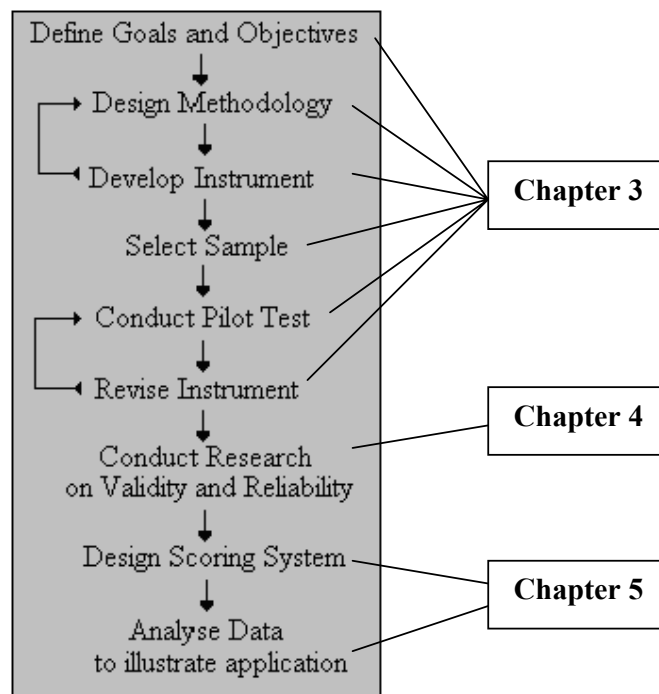 Define Goals and Objectives
Design Methodology
Develop Instrument
Select Sample
Conduct Pilot Test
Revise Instrument
Conduct Research
on Validity and Reliability
Design Scoring System
Analyse Data
to illustrate application
Chapter 3
Chapter 4
Chapter 5